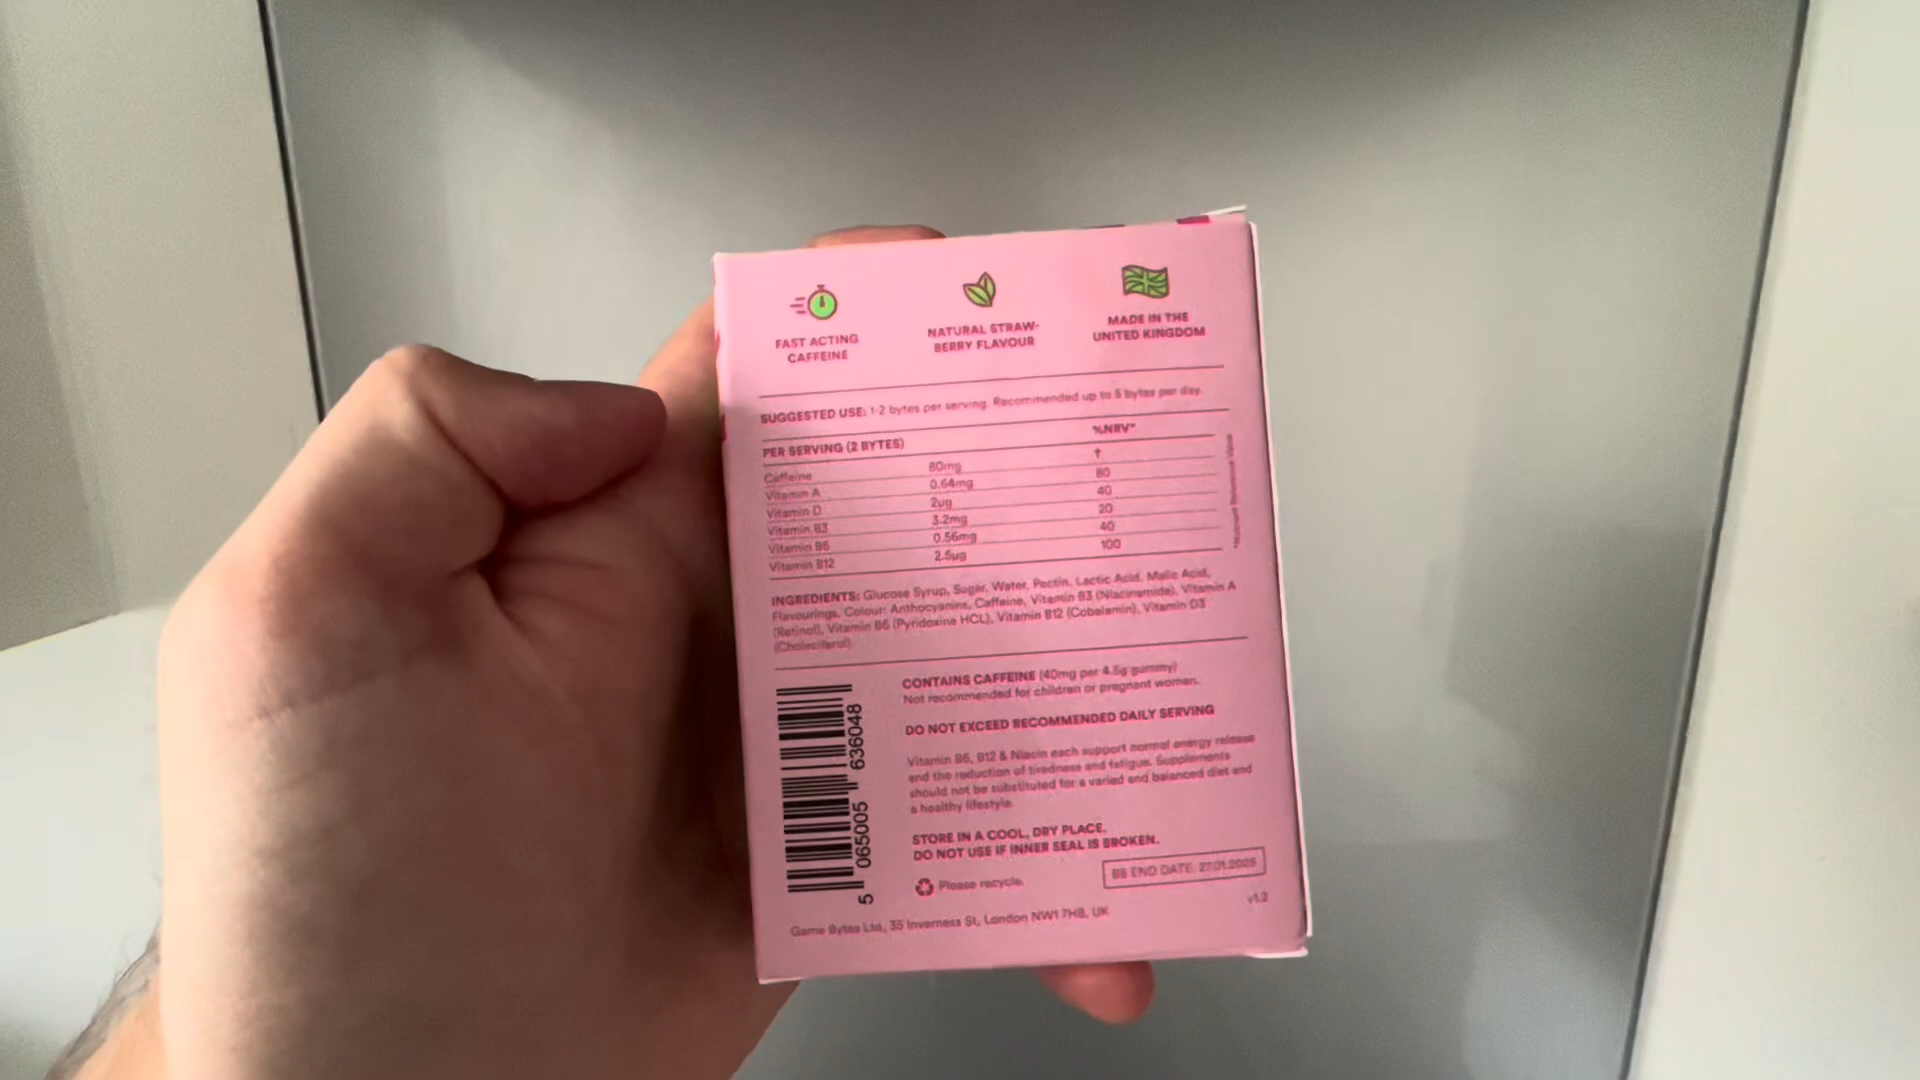 FAST ACTING
CAFFEINE
NATURAL STRAW-
BERRY FLAVOUR
MADE IN THE
UNITED KINGDOM
SUGGESTED USE: 1-2 bytes per serving. Recommended up to 5 bytes per day.
PER SERVING (2 BYTES) %NRV*
Caffeine 80mg †
Vitamin A 0.64mg 80
Vitamin D 2µg 40
Vitamin B3 3.2mg 20
Vitamin B6 0.56mg 40
Vitamin B12 2.5µg 100
*Nutrient Reference Value
INGREDIENTS: Glucose Syrup, Sugar, Water, Pectin, Lactic Acid, Malic Acid,
Flavourings, Colour: Anthocyanins, Caffeine, Vitamin B3 (Niacinamide), Vitamin A
(Retinol), Vitamin B6 (Pyridoxine HCL), Vitamin B12 (Cobalamin), Vitamin D3
CONTAINS CAFFEINE (40mg per 4.5g gummy)
Not recommended for children or pregnant women.
DO NOT EXCEED RECOMMENDED DAILY SERVING
Vitamin B6, B12 & Niacin each support normal energy release
and the reduction of tiredness and fatigue. Supplements
should not be substituted for a varied and balanced diet and
a healthy lifestyle.
STORE IN A COOL, DRY PLACE.
DO NOT USE IF INNER SEAL IS BROKEN.
Please recycle.
BB END DATE: 27.01.2025
v1.2
5 065005 636048
Game Bytes Ltd, 35 Inverness St, London NW1 7HB, UK